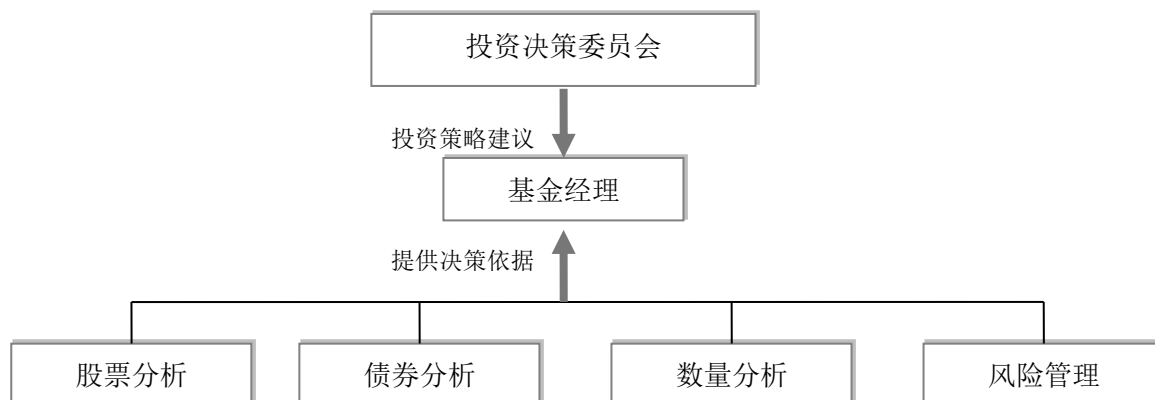 投资决策委员会
投资策略建议
基金经理
提供决策依据
股票分析
债券分析
数量分析
风险管理